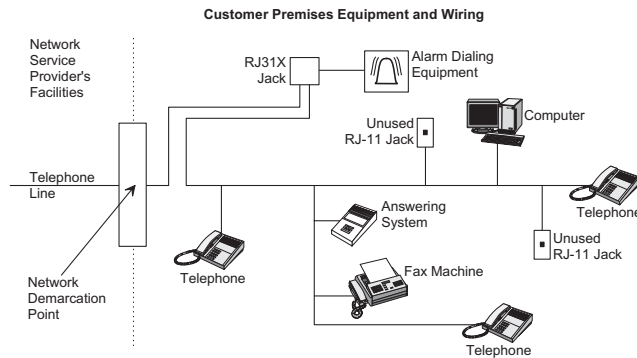 Customer Premises Equipment and Wiring
Network
Service
Provider's
Facilities
RJ31X
Jack
Alarm Dialing
Equipment
Unused
RJ-11 Jack
Computer
Telephone
Line
Answering
System
Telephone
Unused
RJ-11 Jack
Telephone
Fax Machine
Network
Demarcation
Point
Telephone